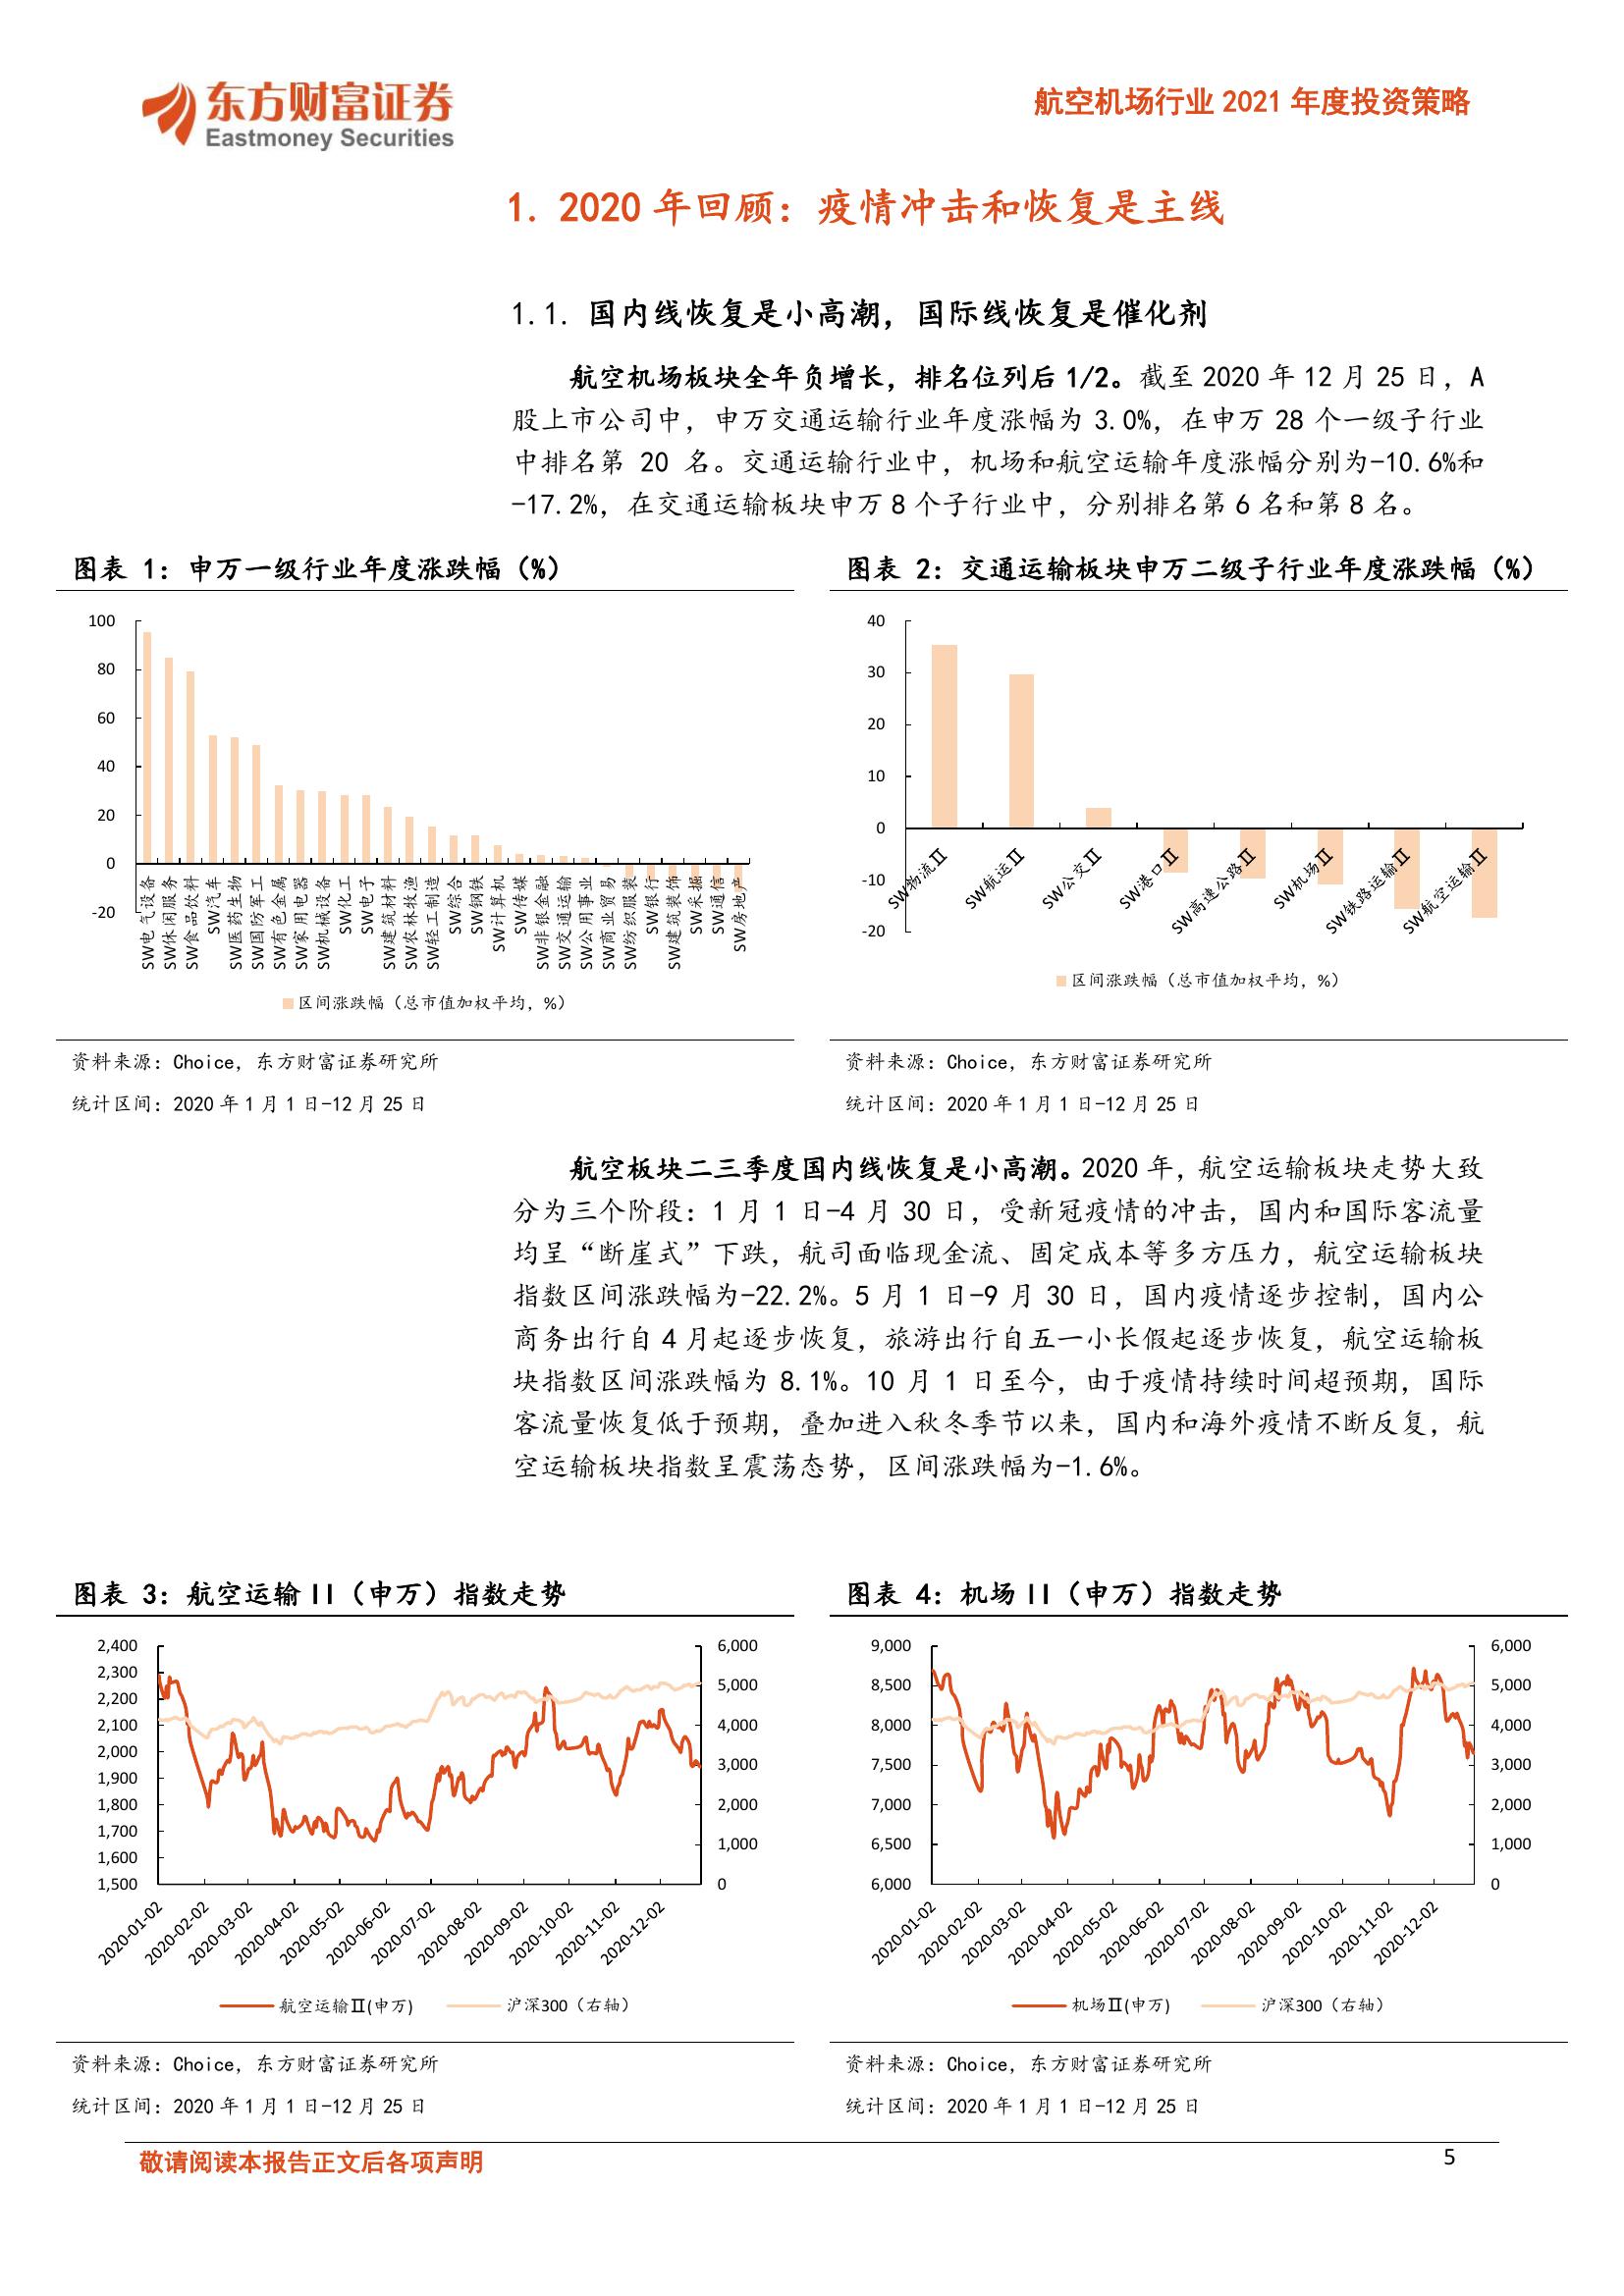 东方财富证券
Eastmoney Securities
航空机场行业 2021 年度投资策略
1. 2020 年回顾：疫情冲击和恢复是主线
1.1. 国内线恢复是小高潮，国际线恢复是催化剂
航空机场板块全年负增长，排名位列后 1/2。截至 2020 年 12 月 25 日，A
股上市公司中，申万交通运输行业年度涨幅为 3.0%，在申万 28 个一级子行业
中排名第 20 名。交通运输行业中，机场和航空运输年度涨幅分别为-10.6%和
-17.2%，在交通运输板块申万 8 个子行业中，分别排名第 6 名和第 8 名。
图表 1：申万一级行业年度涨跌幅（%）
100
80
60
40
20
0
-20
SW电气设备
SW休闲服务
SW食品饮料
SW汽车
SW医药生物
SW国防军工
SW有色金属
SW家用电器
SW机械设备
SW化工
SW电子
SW建筑材料
SW农林牧渔
SW轻工制造
SW综合
SW钢铁
SW计算机
SW传媒
SW非银金融
SW交通运输
SW公用事业
SW商业贸易
SW纺织服装
SW银行
SW建筑装饰
SW采掘
SW通信
SW房地产
区间涨跌幅（总市值加权平均，%）
资料来源：Choice，东方财富证券研究所
统计区间：2020 年 1 月 1 日-12 月 25 日
图表 2：交通运输板块申万二级子行业年度涨跌幅（%）
40
30
20
10
0
-10
-20
SW物流Ⅱ
SW航运Ⅱ
SW公交Ⅱ
SW港口Ⅱ
SW高速公路Ⅱ
SW机场Ⅱ
SW铁路运输Ⅱ
SW航空运输Ⅱ
区间涨跌幅（总市值加权平均，%）
资料来源：Choice，东方财富证券研究所
统计区间：2020 年 1 月 1 日-12 月 25 日
航空板块二三季度国内线恢复是小高潮。2020 年，航空运输板块走势大致
分为三个阶段：1 月 1 日-4 月 30 日，受新冠疫情的冲击，国内和国际客流量
均呈“断崖式”下跌，航司面临现金流、固定成本等多方压力，航空运输板块
指数区间涨跌幅为-22.2%。5 月 1 日-9 月 30 日，国内疫情逐步控制，国内公
商务出行自 4 月起逐步恢复，旅游出行自五一小长假起逐步恢复，航空运输板
块指数区间涨跌幅为 8.1%。10 月 1 日至今，由于疫情持续时间超预期，国际
客流量恢复低于预期，叠加进入秋冬季节以来，国内和海外疫情不断反复，航
空运输板块指数呈震荡态势，区间涨跌幅为-1.6%。
图表 3：航空运输 II（申万）指数走势
2,400
2,300
2,200
2,100
2,000
1,900
1,800
1,700
1,600
1,500
6,000
5,000
4,000
3,000
2,000
1,000
0
2020-01-02
2020-02-02
2020-03-02
2020-04-02
2020-05-02
2020-06-02
2020-07-02
2020-08-02
2020-09-02
2020-10-02
2020-11-02
2020-12-02
航空运输Ⅱ(申万)
沪深300（右轴）
资料来源：Choice，东方财富证券研究所
统计区间：2020 年 1 月 1 日-12 月 25 日
图表 4：机场 II（申万）指数走势
9,000
8,500
8,000
7,500
7,000
6,500
6,000
6,000
5,000
4,000
3,000
2,000
1,000
0
2020-01-02
2020-02-02
2020-03-02
2020-04-02
2020-05-02
2020-06-02
2020-07-02
2020-08-02
2020-09-02
2020-10-02
2020-11-02
2020-12-02
机场Ⅱ(申万)
沪深300（右轴）
资料来源：Choice，东方财富证券研究所
统计区间：2020 年 1 月 1 日-12 月 25 日
敬请阅读本报告正文后各项声明
5